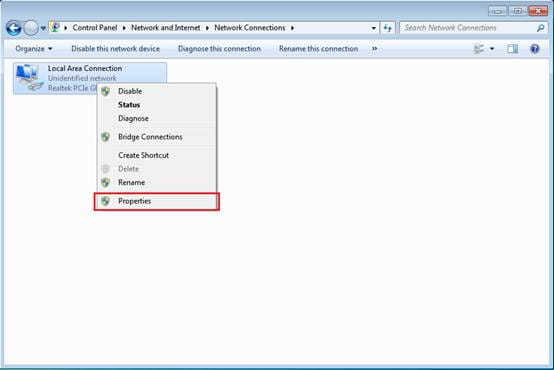 Control Panel Network and Internet Network Connections
Search Network Connections
Organize Disable this network device Diagnose this connection Rename this connection »
Local Area Connection
Unidentified network
Realtek PCIe
Disable
Status
Diagnose
Bridge Connections
Create Shortcut
Delete
Rename
Properties